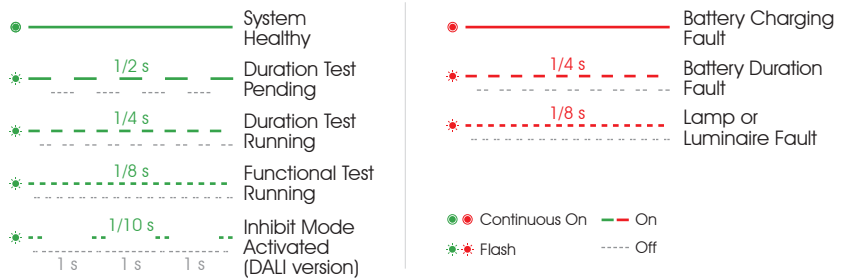 System
Healthy
1/2 s
Duration Test
Pending
1/4 s
Duration Test
Running
1/8 s
Functional Test
Running
1/10 s
Inhibit Mode
Activated
(DALI version)
1 s 1 s 1 s
Battery Charging
Fault
1/4 s
Battery Duration
Fault
1/8 s
Lamp or
Luminaire Fault
Continuous On On
Flash Off